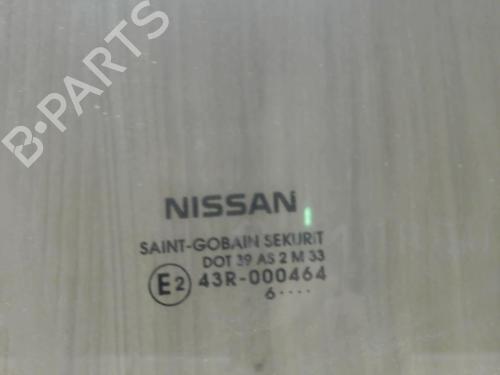 B-PARTS
NISSAN
SAINT-GOBAIN SEKURIT
DOT 39 AS 2 M 33
E2 43R-000464
6····